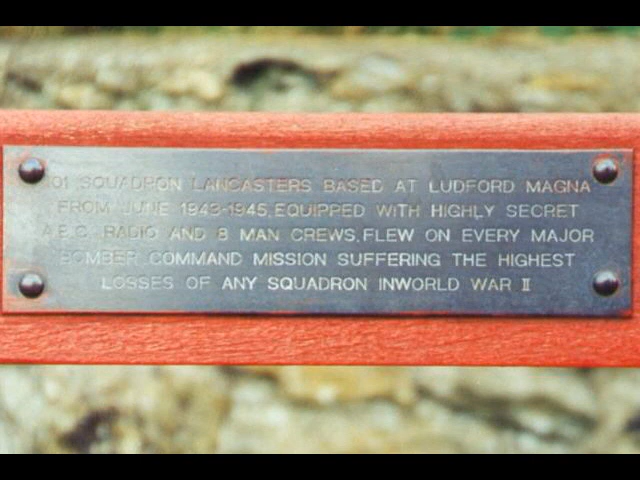 101 SQUADRON LANCASTERS BASED AT LUDFORD MAGNA
FROM JUNE 1943-1945, EQUIPPED WITH HIGHLY SECRET
A.B.C. RADIO AND 8 MAN CREWS, FLEW ON EVERY MAJOR
BOMBER COMMAND MISSION SUFFERING THE HIGHEST
LOSSES OF ANY SQUADRON INWORLD WAR II